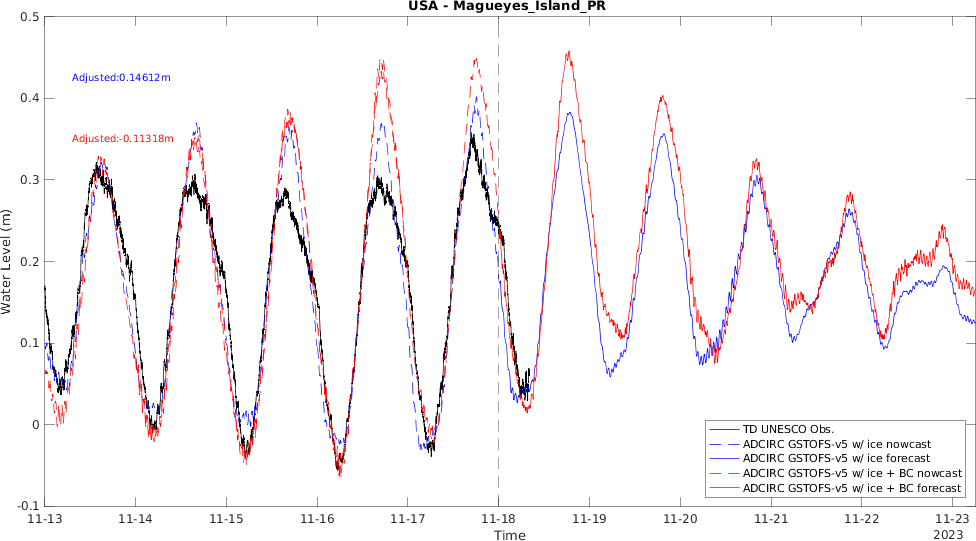 USA - Magueyes_Island_PR
0.5
0.4
0.3
0.2
0.1
0
-0.1
Water Level (m)
Adjusted:0.14612m
Adjusted:-0.11318m
TD UNESCO Obs.
ADCIRC GSTOFS-v5 w/ ice nowcast
ADCIRC GSTOFS-v5 w/ ice forecast
ADCIRC GSTOFS-v5 w/ ice + BC nowcast
ADCIRC GSTOFS-v5 w/ ice + BC forecast
11-13 11-14 11-15 11-16 11-17 11-18 11-19 11-20 11-21 11-22 11-23
Time 2023